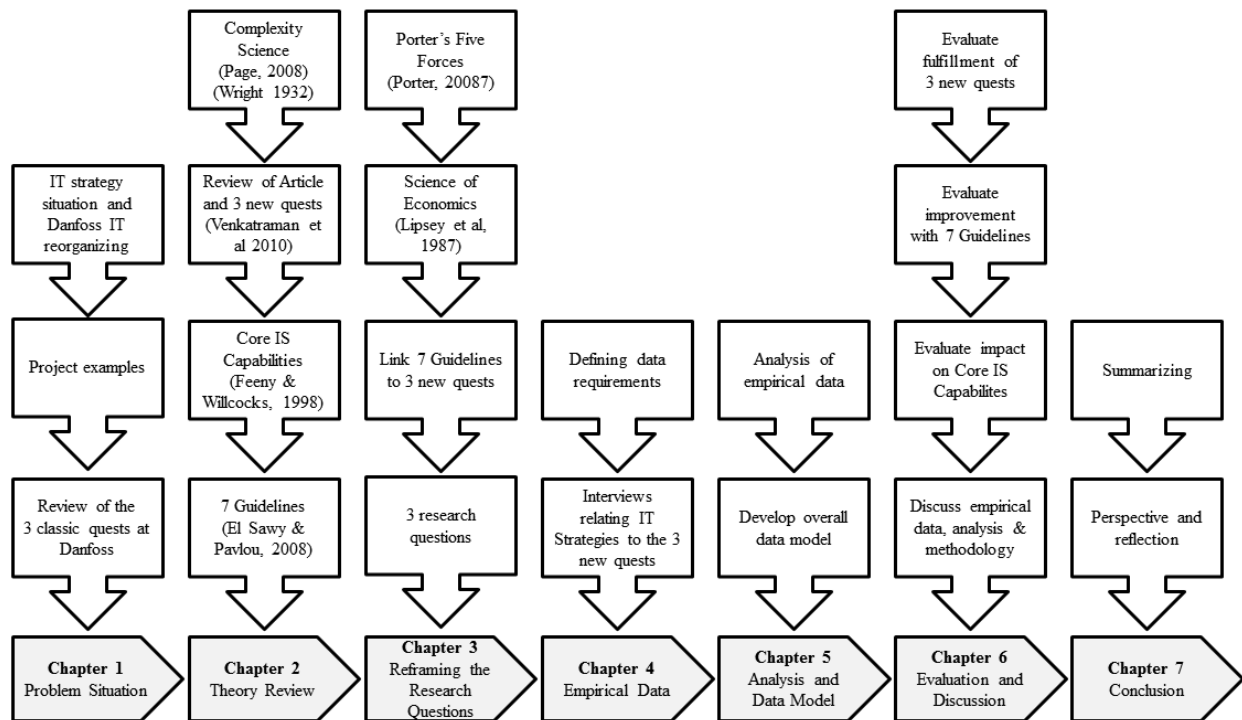 Complexity
Science
(Page, 2008)
(Wright 1932)
Porter's Five
Forces
(Porter, 20087)
Evaluate
fulfillment of
3 new quests
IT strategy
situation and
Danfoss IT
reorganizing
Review of Article
and 3 new quests
(Venkatraman et
al 2010)
Science of
Economics
(Lipsey et al,
1987)
Evaluate
improvement
with 7 Guidelines
Project examples
Core IS
Capabilities
(Feeny &
Willcocks, 1998)
Link 7 Guidelines
to 3 new quests
Defining data
requirements
Analysis of
empirical data
Evaluate impact
on Core IS
Capabilites
Summarizing
Review of the
3 classic quests at
Danfoss
7 Guidelines
(El Sawy &
Pavlou, 2008)
3 research
questions
Interviews
relating IT
Strategies to the 3
new quests
Develop overall
data model
Discuss empirical
data, analysis &
methodology
Perspective and
reflection
Chapter 1
Problem Situation
Chapter 2
Theory Review
Chapter 3
Reframing the
Research
Questions
Chapter 4
Empirical Data
Chapter 5
Analysis and
Data Model
Chapter 6
Evaluation and
Discussion
Chapter 7
Conclusion